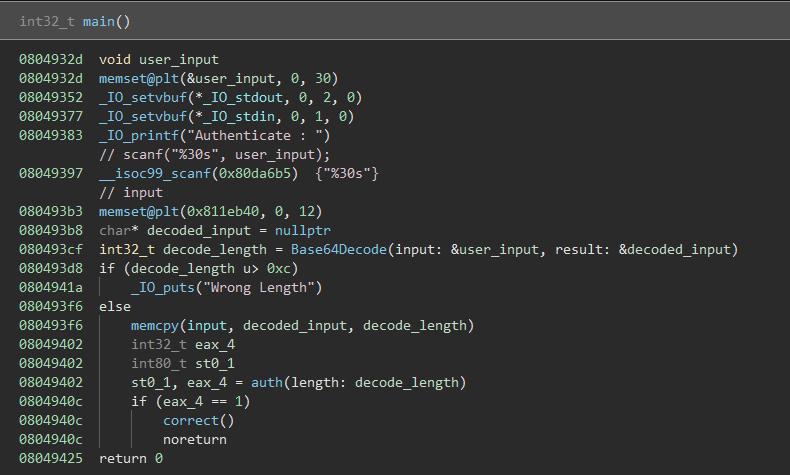 int32_t main()
0804932d void user_input
0804932d memset@plt(&user_input, 0, 30)
08049352 _IO_setvbuf(*_IO_stdout, 0, 2, 0)
08049377 _IO_setvbuf(*_IO_stdin, 0, 1, 0)
08049383 _IO_printf("Authenticate : ")
// scanf("%30s", user_input);
08049397 __isoc99_scanf(0x80da6b5) {"%30s"}
// input
080493b3 memset@plt(0x811eb40, 0, 12)
080493b8 char* decoded_input = nullptr
080493cf int32_t decode_length = Base64Decode(input: &user_input, result: &decoded_input)
080493d8 if (decode_length u> 0xc)
0804941a _IO_puts("Wrong Length")
080493f6 else
080493f6 memcpy(input, decoded_input, decode_length)
08049402 int32_t eax_4
08049402 int80_t st0_1
08049402 st0_1, eax_4 = auth(length: decode_length)
0804940c if (eax_4 == 1)
0804940c correct()
0804940c noreturn
08049425 return 0